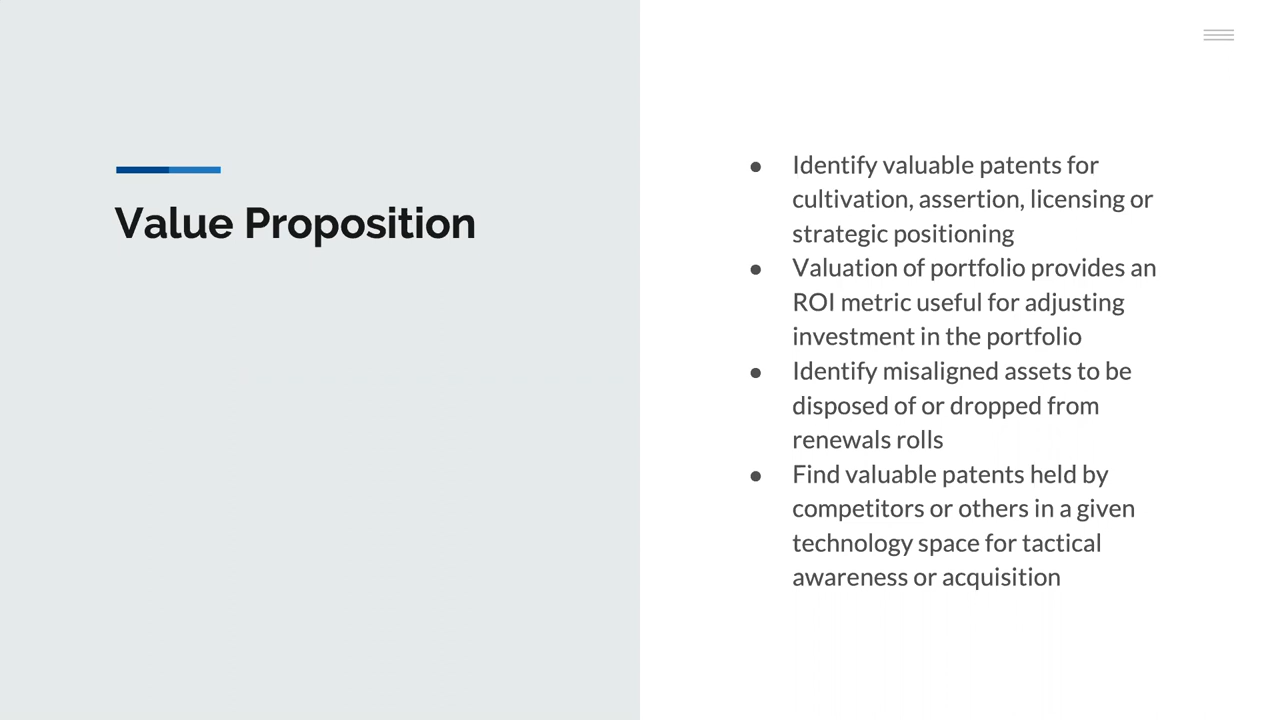 Value Proposition
● Identify valuable patents for
cultivation, assertion, licensing or
strategic positioning
● Valuation of portfolio provides an
ROI metric useful for adjusting
investment in the portfolio
● Identify misaligned assets to be
disposed of or dropped from
renewals rolls
● Find valuable patents held by
competitors or others in a given
technology space for tactical
awareness or acquisition